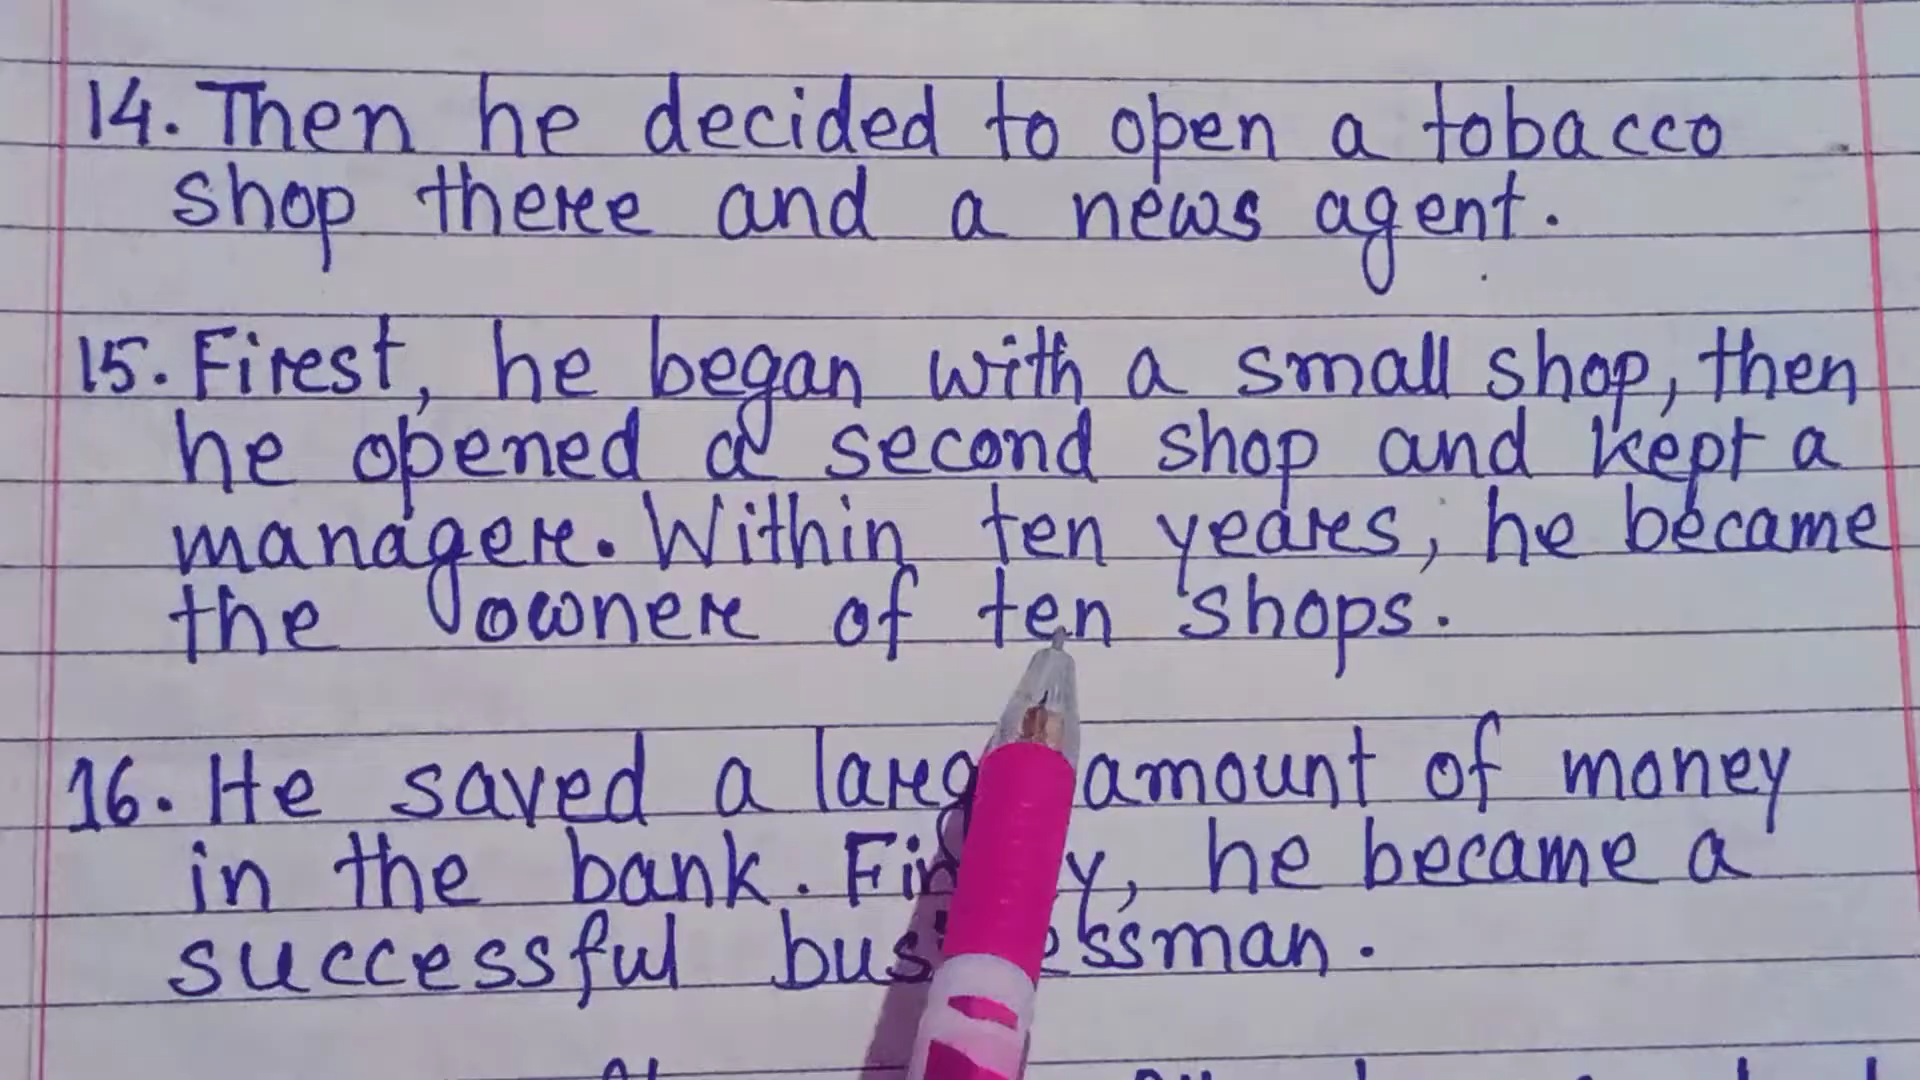 14. Then he decided to open a tobacco
shop there and a news agent.
15. First, he began with a small shop, then
he opened a second shop and kept a
manager. Within ten years, he became
the owner of ten shops.
16. He saved a amount of money
in the bank. he became a
successful